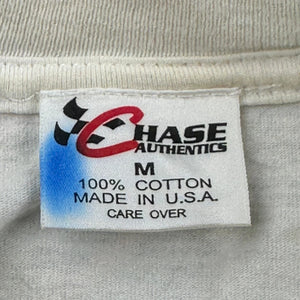 CHASE
AUTHENTICS
M
100% COTTON
MADE IN U.S.A.
CARE OVER